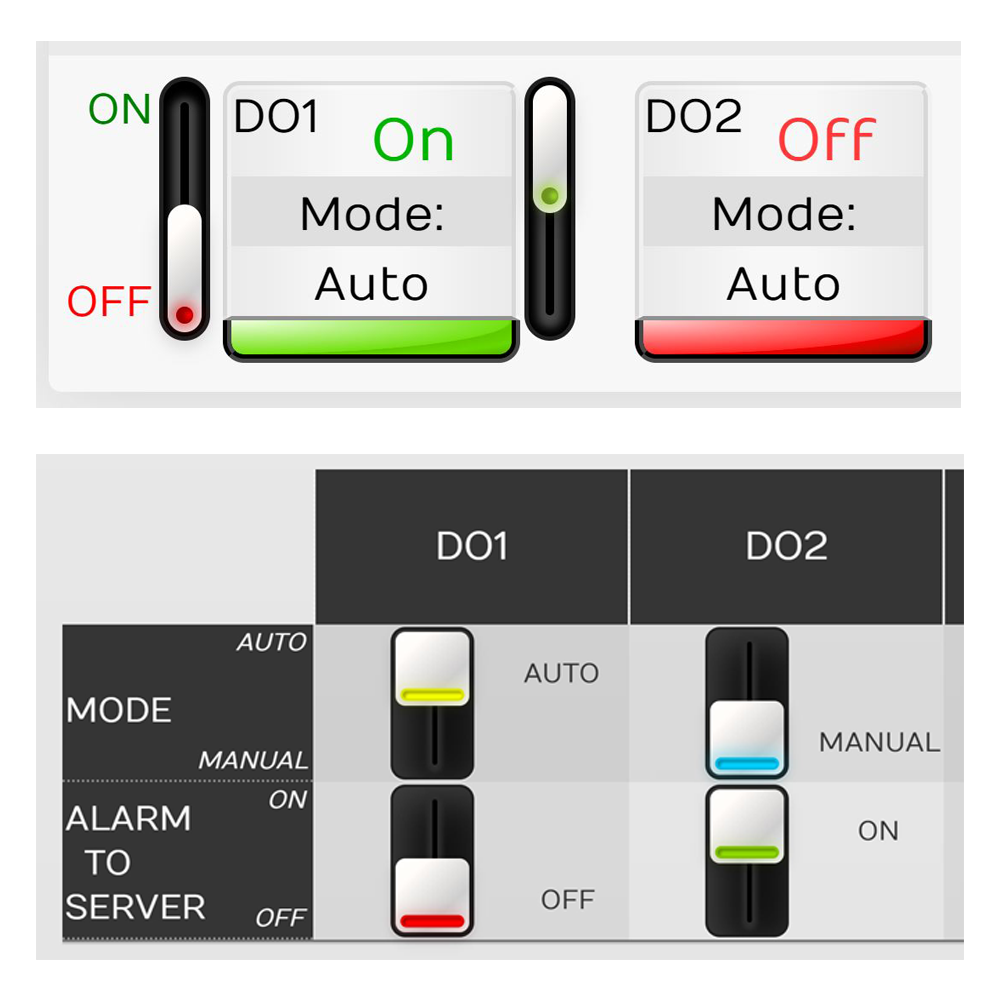 ON
OFF
DO1
On
Mode:
Auto
DO2
Off
Mode:
Auto
DO1
DO2
MODE
AUTO
MANUAL
AUTO
MANUAL
ALARM
TO
SERVER
ON
OFF
OFF
ON